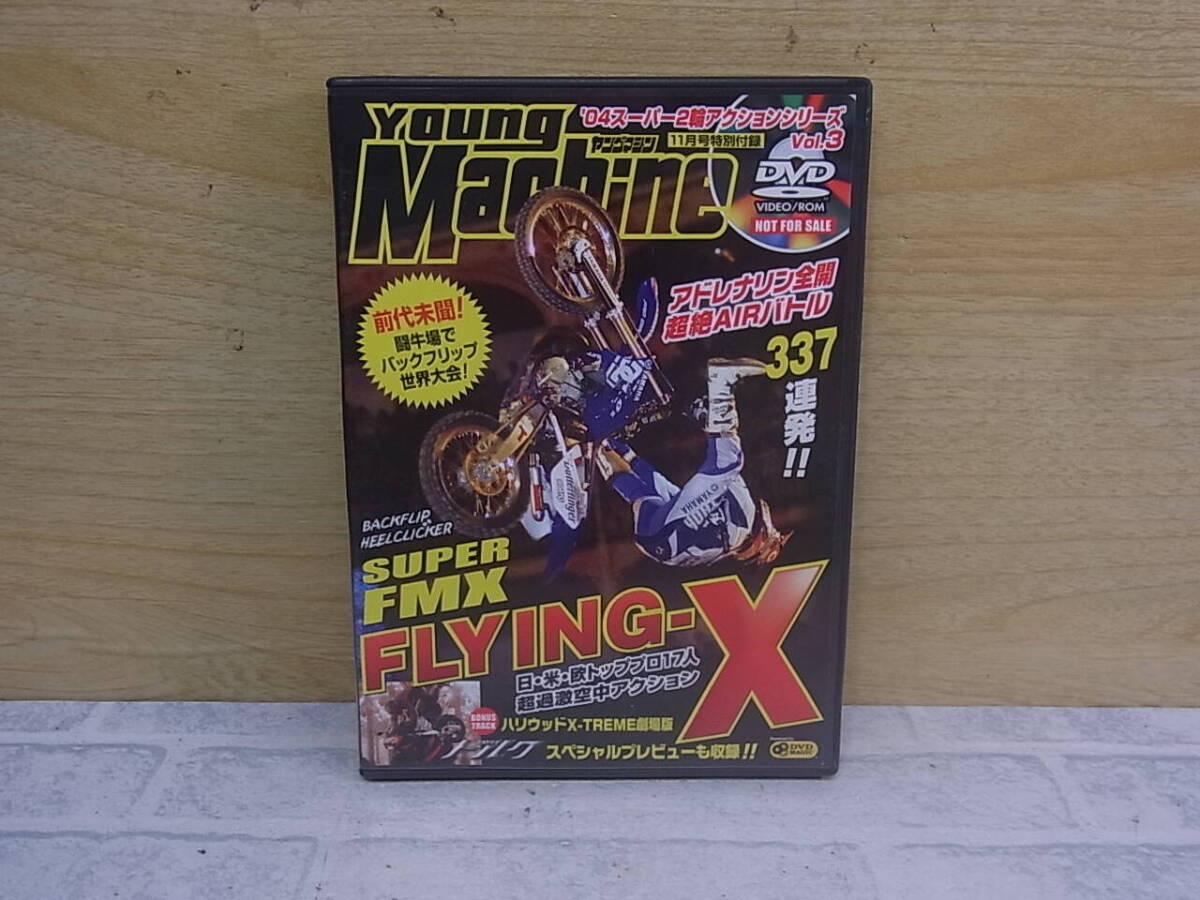 Young
Machine
ヤングマシン
'04スーパー2輪アクションシリーズ
11月号特別付録
Vol.3
DVD
VIDEO/ROM
NOT FOR SALE
前代未聞!
闘牛場で
バックフリップ
世界大会!
アドレナリン全開
超絶AIRバトル
337
連発!!
YAMAHA
BACKFLIP
HEELCLICKER
SUPER
FMX
FLYING-X
日・米・欧トッププロ17人
超過激空中アクション
BONUS
TRACK
ハリウッドX-TREME劇場版
スペシャルプレビューも収録!!
DVD
MAGIC